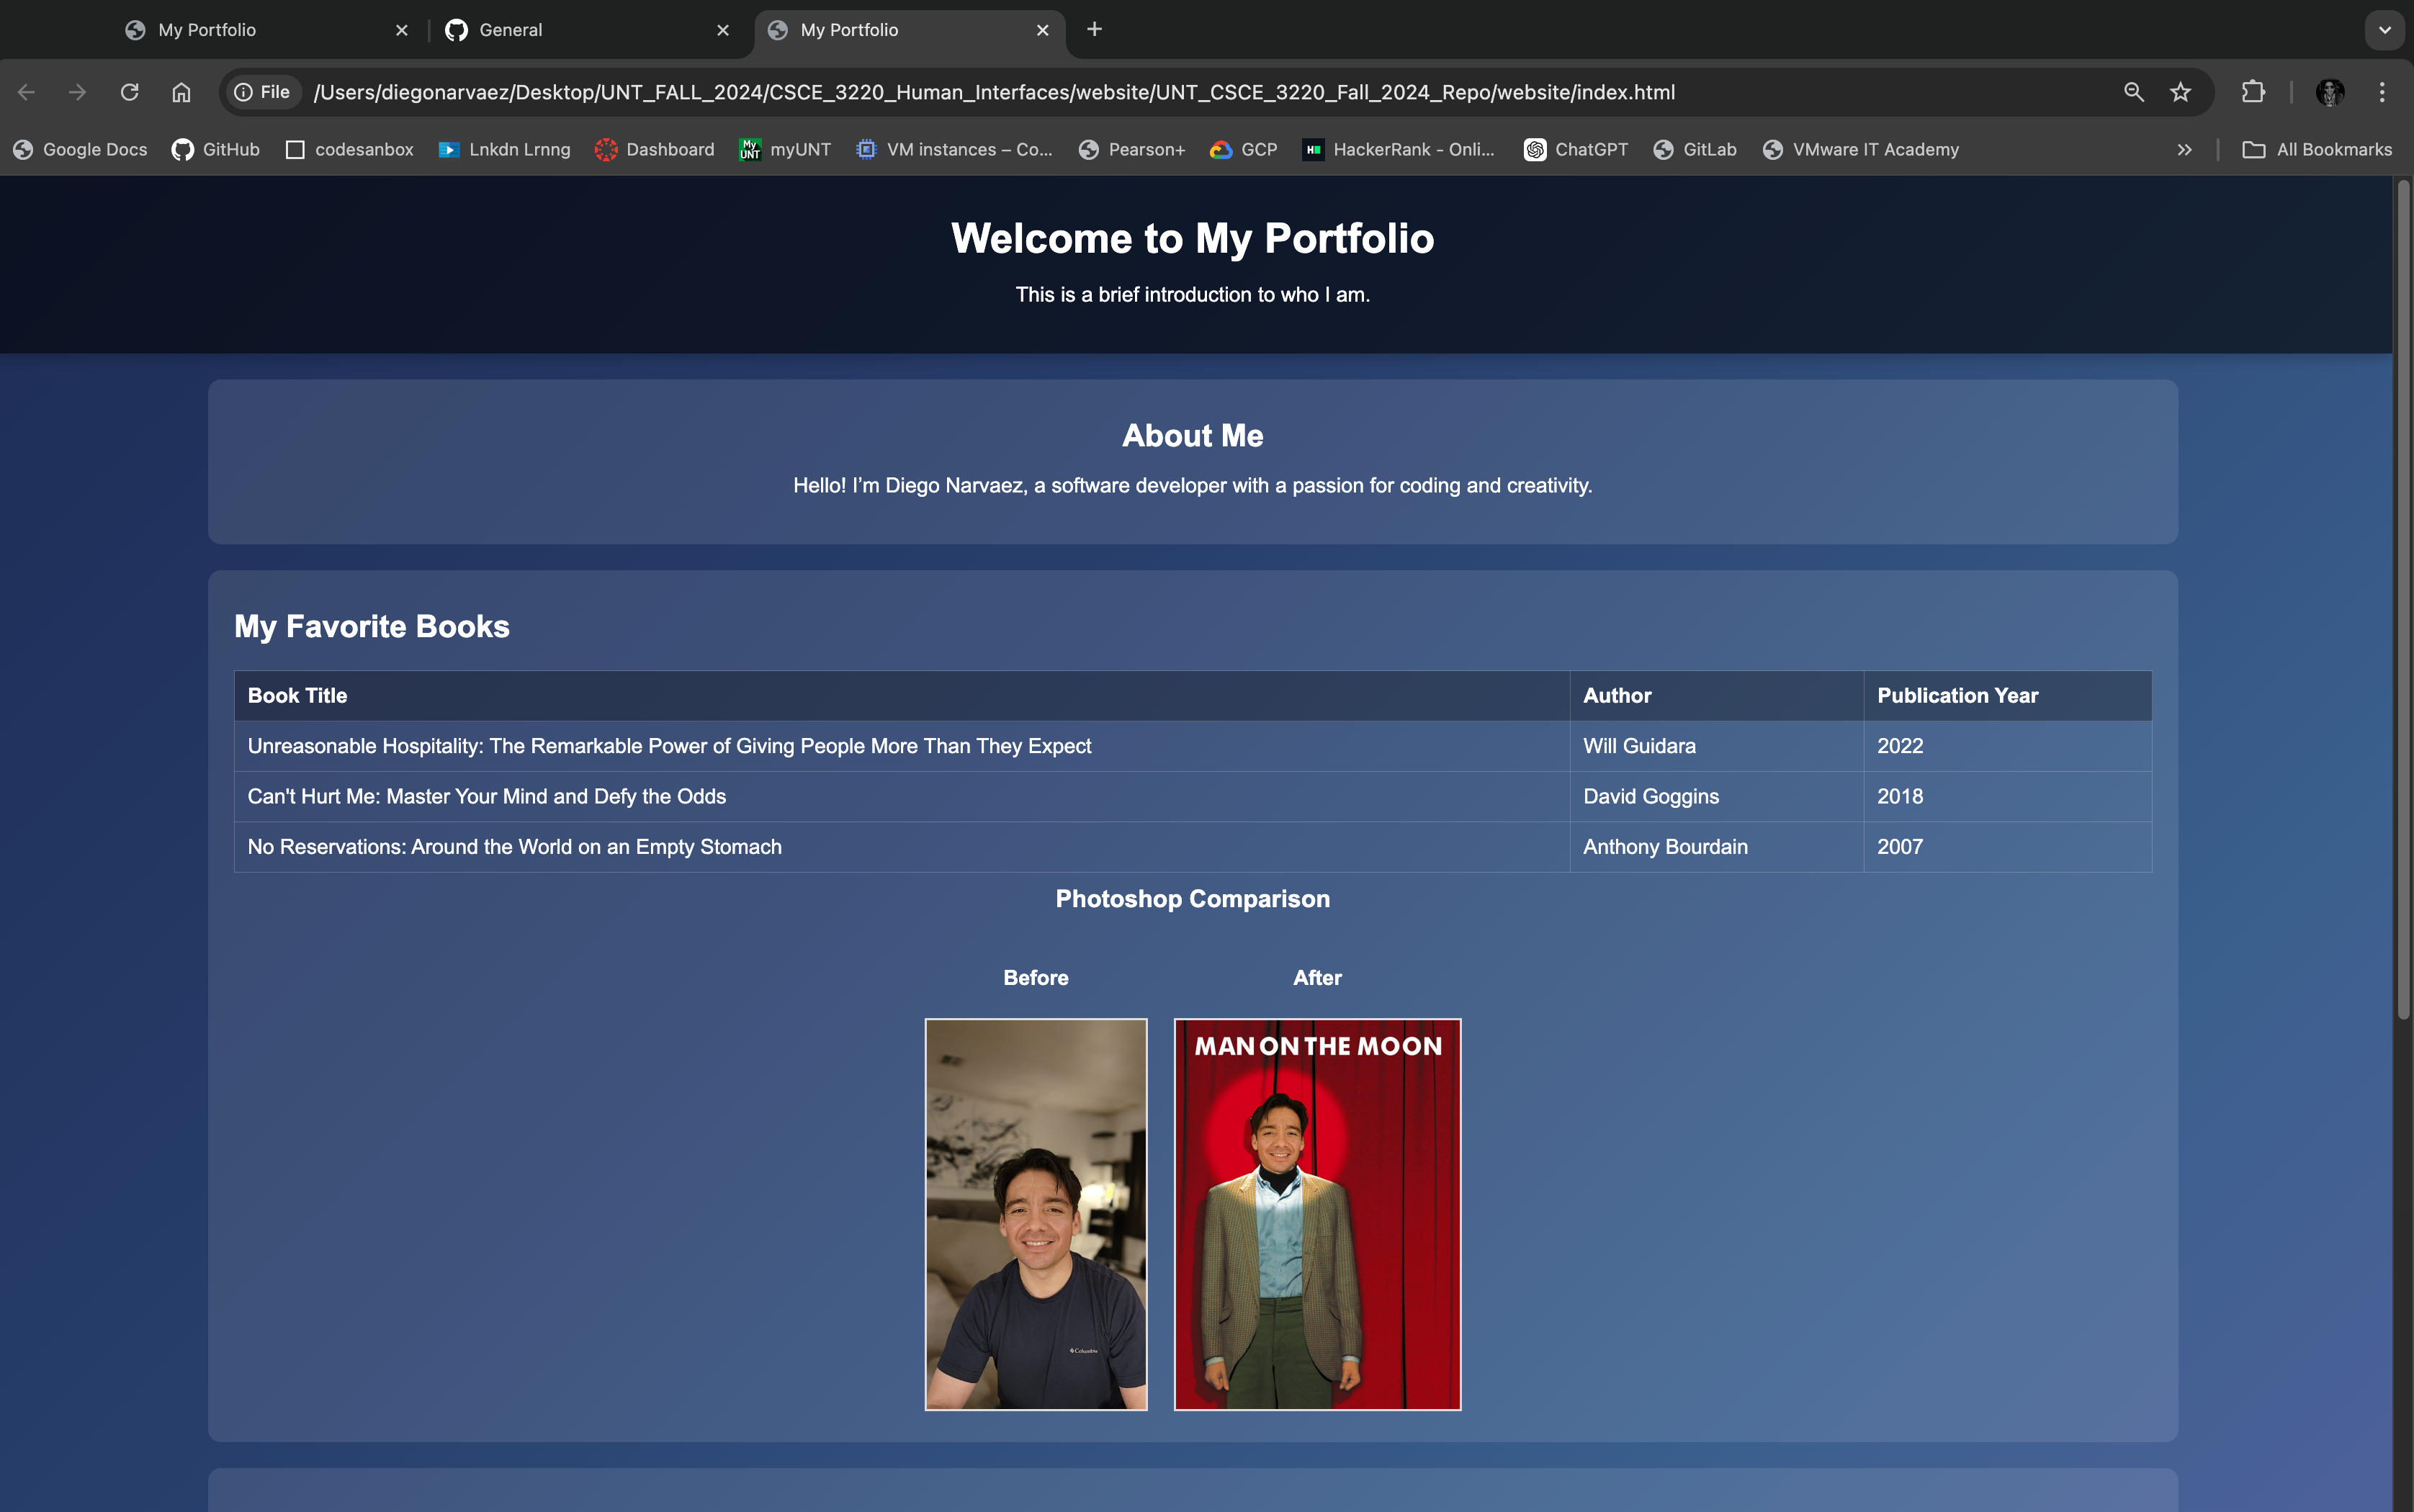 My Portfolio
General
My Portfolio
File /Users/diegonarvaez/Desktop/UNT_FALL_2024/CSCE_3220_Human_Interfaces/website/UNT_CSCE_3220_Fall_2024_Repo/website/index.html
Google Docs GitHub codesanbox Lnkdn Lrnng Dashboard My UNT myUNT VM instances – Co... Pearson+ GCP H HackerRank - Onli... ChatGPT GitLab VMware IT Academy » All Bookmarks
Welcome to My Portfolio
This is a brief introduction to who I am.
About Me
Hello! I’m Diego Narvaez, a software developer with a passion for coding and creativity.
My Favorite Books
Book Title Author Publication Year
Unreasonable Hospitality: The Remarkable Power of Giving People More Than They Expect Will Guidara 2022
Can't Hurt Me: Master Your Mind and Defy the Odds David Goggins 2018
No Reservations: Around the World on an Empty Stomach Anthony Bourdain 2007
Photoshop Comparison
Before After
MAN ON THE MOON
Columbia